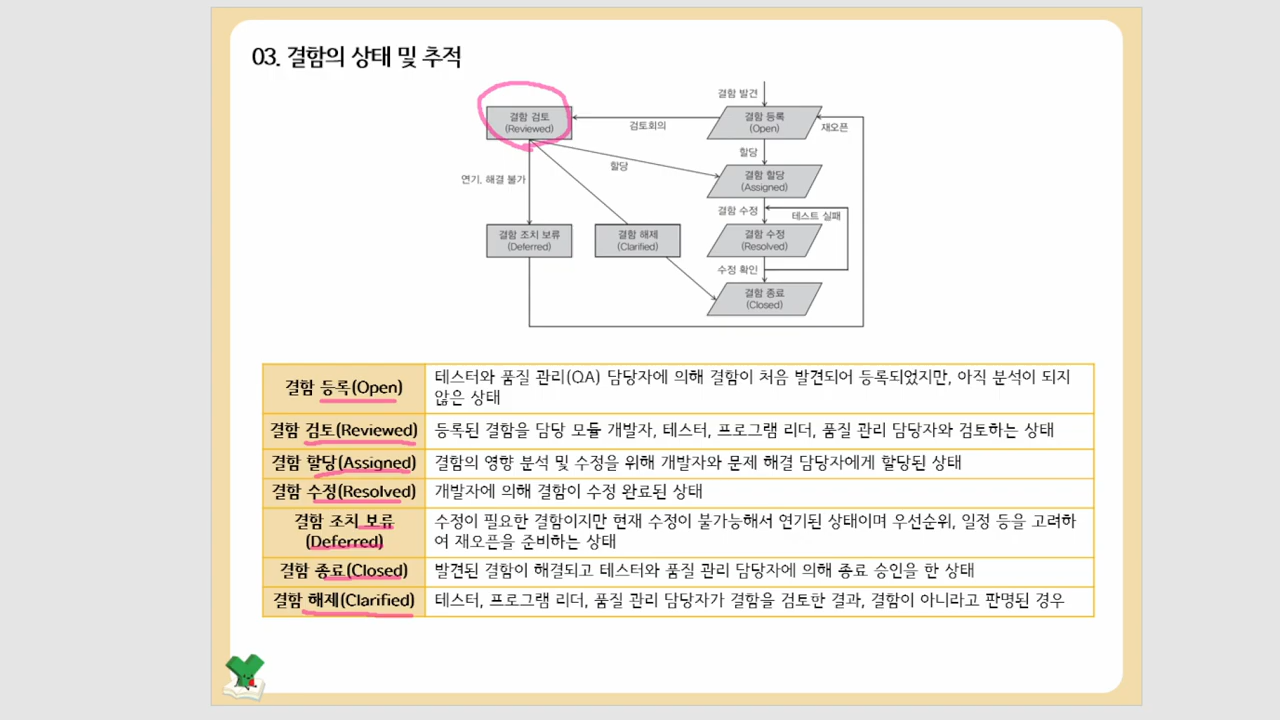 03. 결함의 상태 및 추적
결함 발견
결함 검토
(Reviewed)
검토회의
결함 등록
(Open)
재오픈
할당
할당
연기, 해결 불가
결함 할당
(Assigned)
결함 수정
테스트 실패
결함 조치 보류
(Deferred)
결함 해제
(Clarified)
결함 수정
(Resolved)
수정 확인
결함 종료
(Closed)
결함 등록(Open)
테스터와 품질 관리(QA) 담당자에 의해 결함이 처음 발견되어 등록되었지만, 아직 분석이 되지
않은 상태
결함 검토(Reviewed)
등록된 결함을 담당 모듈 개발자, 테스터, 프로그램 리더, 품질 관리 담당자와 검토하는 상태
결함 할당(Assigned)
결함의 영향 분석 및 수정을 위해 개발자와 문제 해결 담당자에게 할당된 상태
결함 수정(Resolved)
개발자에 의해 결함이 수정 완료된 상태
결함 조치 보류
(Deferred)
수정이 필요한 결함이지만 현재 수정이 불가능해서 연기된 상태이며 우선순위, 일정 등을 고려하
여 재오픈을 준비하는 상태
결함 종료(Closed)
발견된 결함이 해결되고 테스터와 품질 관리 담당자에 의해 종료 승인을 한 상태
결함 해제(Clarified)
테스터, 프로그램 리더, 품질 관리 담당자가 결함을 검토한 결과, 결함이 아니라고 판명된 경우